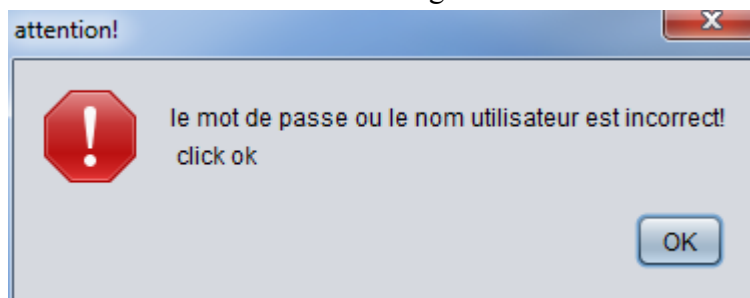 attention!
le mot de passe ou le nom utilisateur est incorrect!
click ok
OK